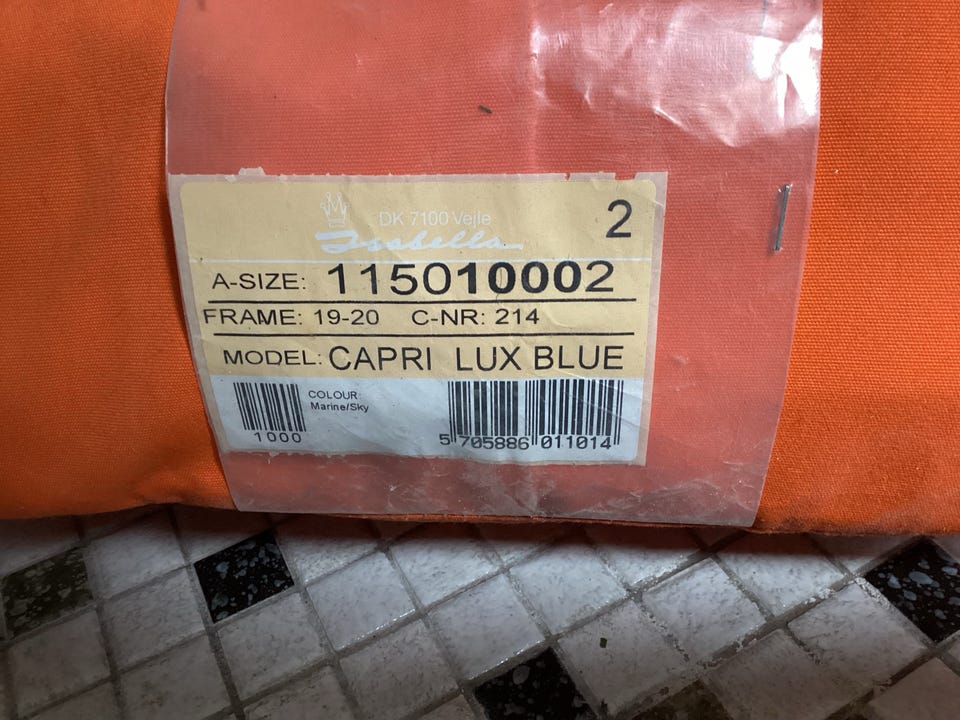 DK 7100 Vejle
2
Isabella
A-SIZE: 115010002
FRAME: 19-20 C-NR: 214
MODEL: CAPRI LUX BLUE
COLOUR:
Marine/Sky
1000
5 705886 011014